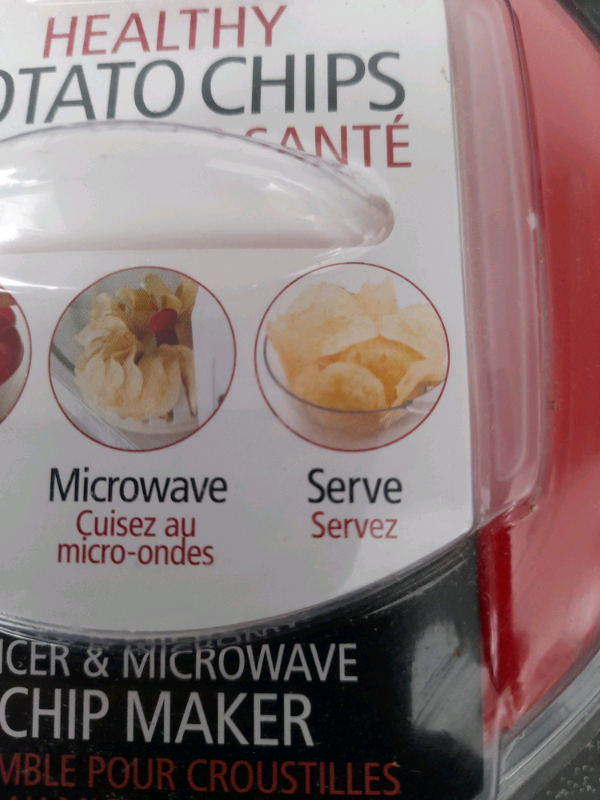 HEALTHY
OTATO CHIPS
SANTÉ
Microwave
Cuisez au
micro-ondes
Serve
Servez
ICER & MICROWAVE
CHIP MAKER
MBLE POUR CROUSTILLES